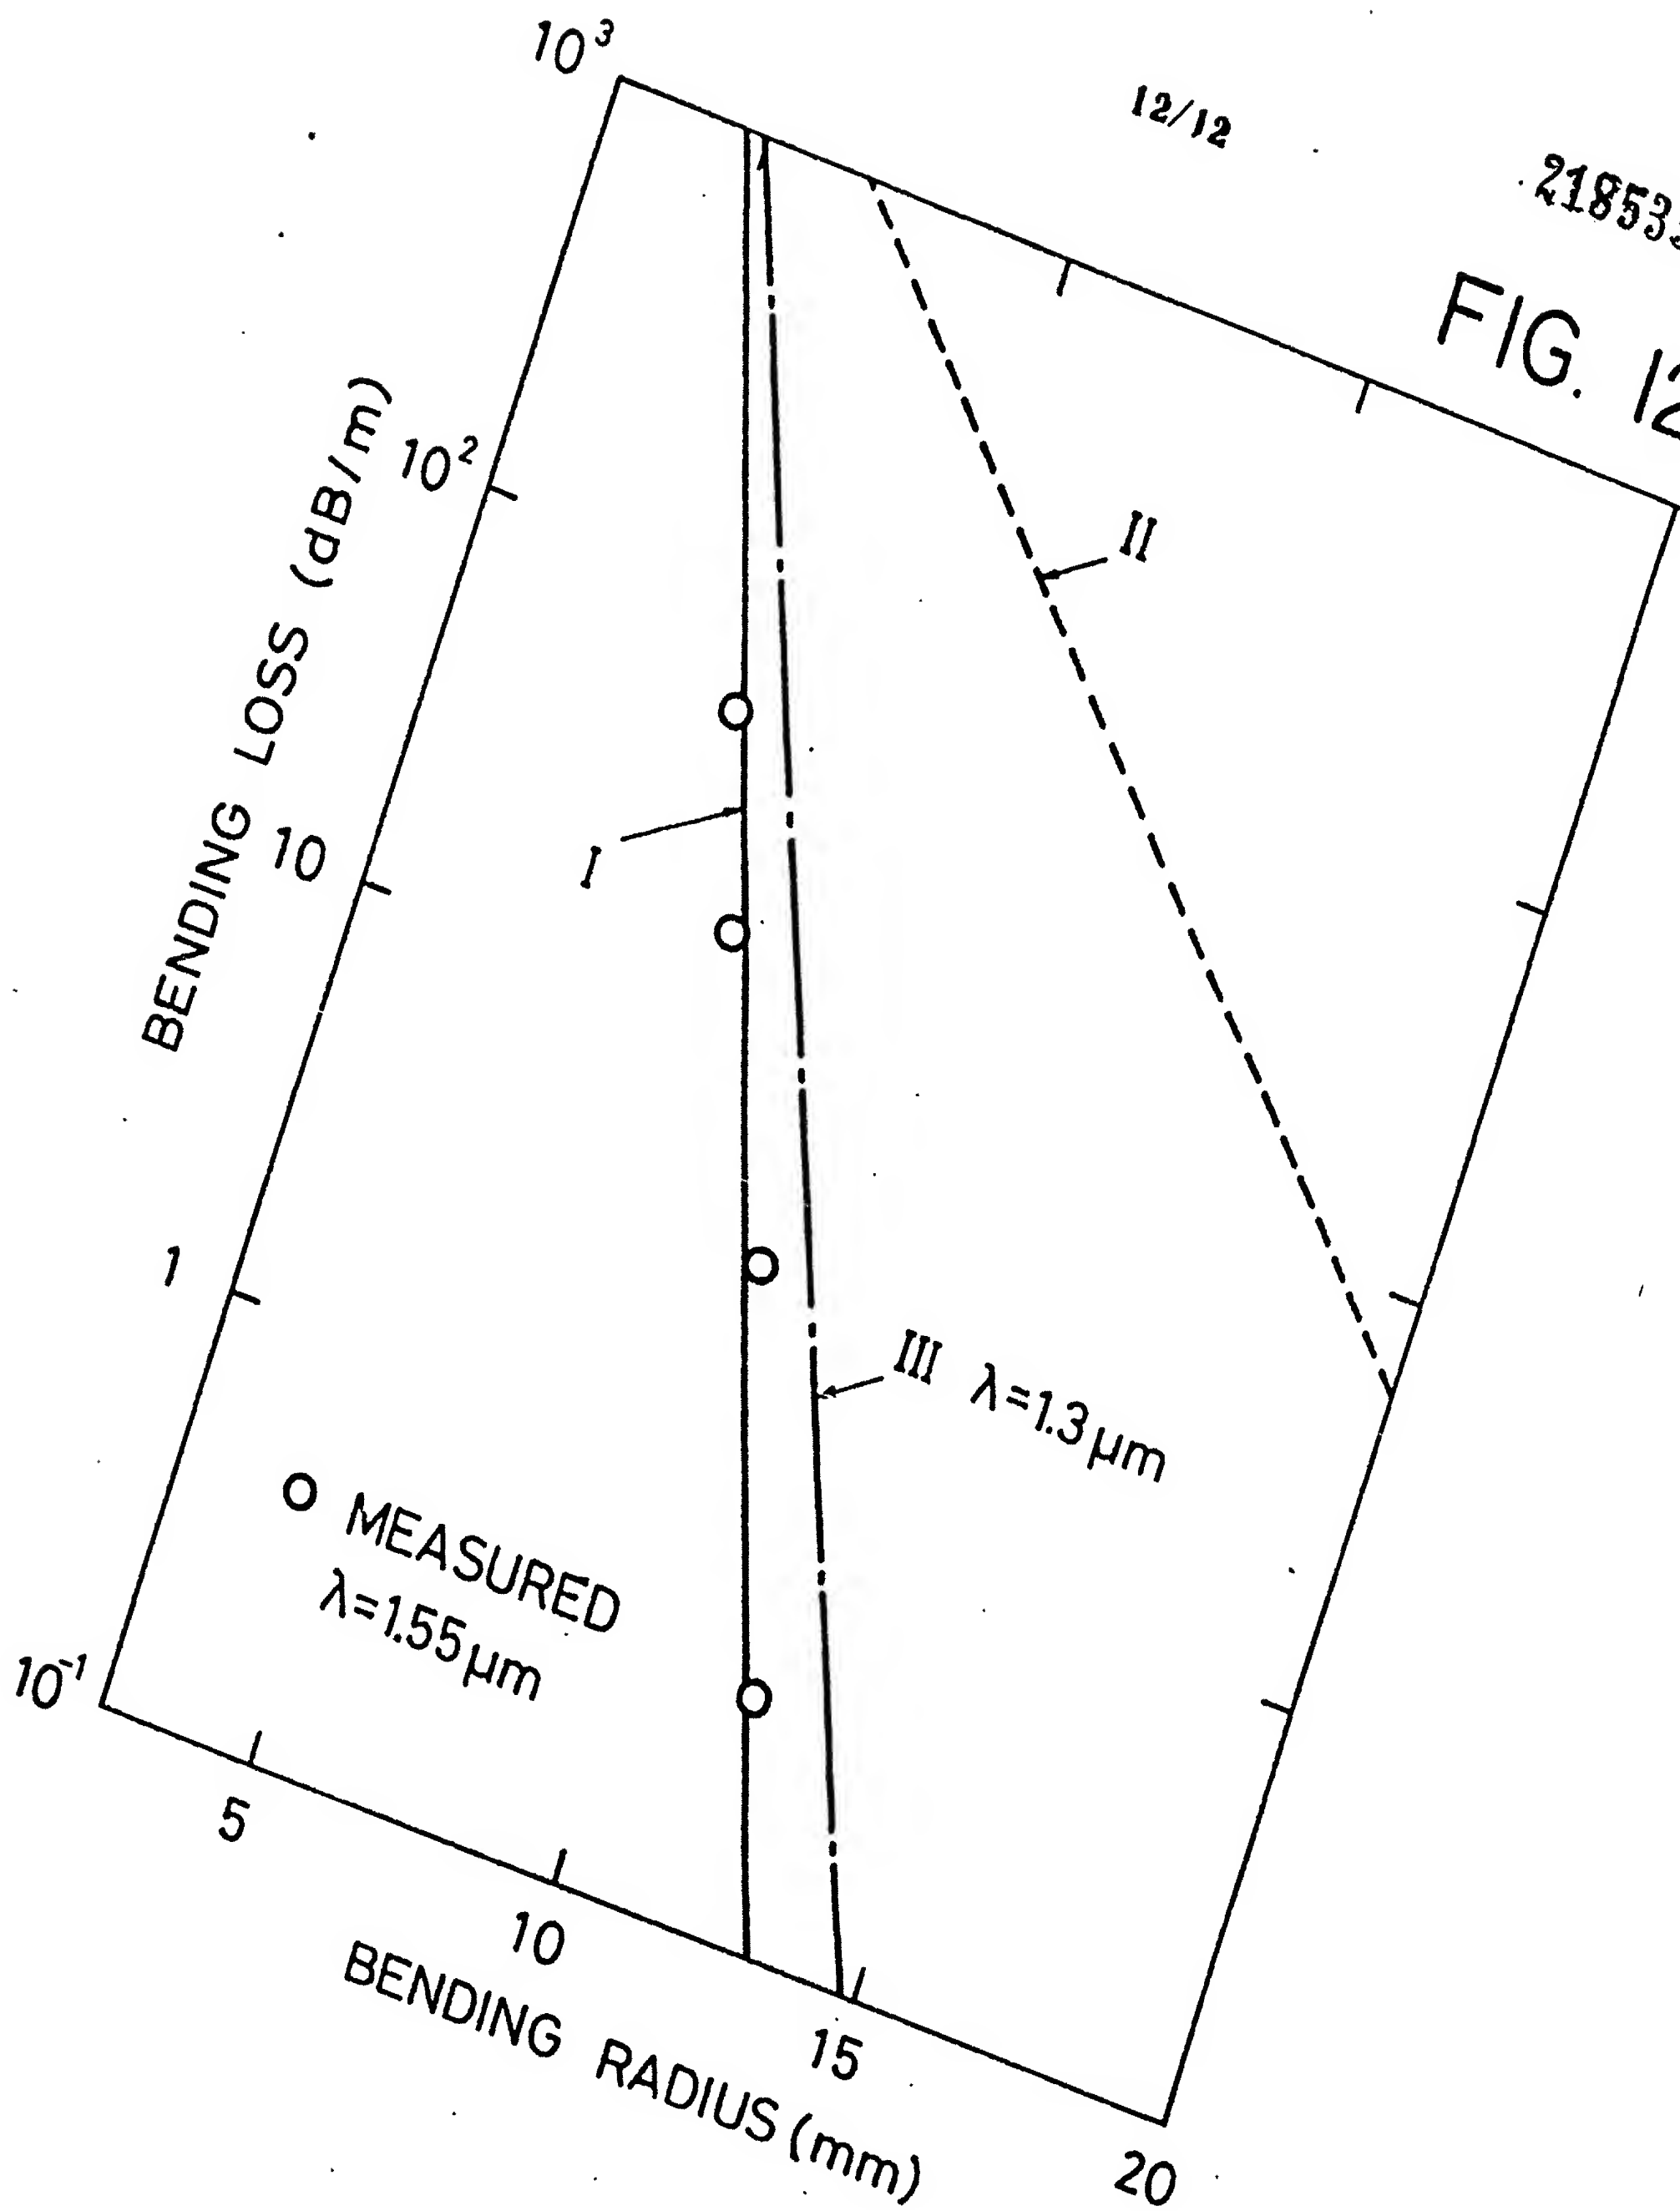 12/12
FIG. 12
10³
10²
10
1
10⁻¹
BENDING LOSS (dB/m)
I
II
III λ=1.3μm
O MEASURED
λ=1.55μm
5
10
15
20
BENDING RADIUS (mm)